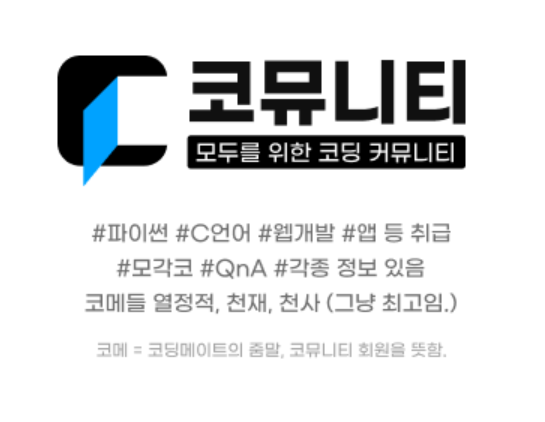 코뮤니티
모두를 위한 코딩 커뮤니티
#파이썬 #C언어 #웹개발 #앱 등 취급
#모각코 #QnA #각종 정보 있음
코메들 열정적, 천재, 천사 (그냥 최고임.)
코메 = 코딩메이트의 줌말, 코뮤니티 회원을 뜻함.